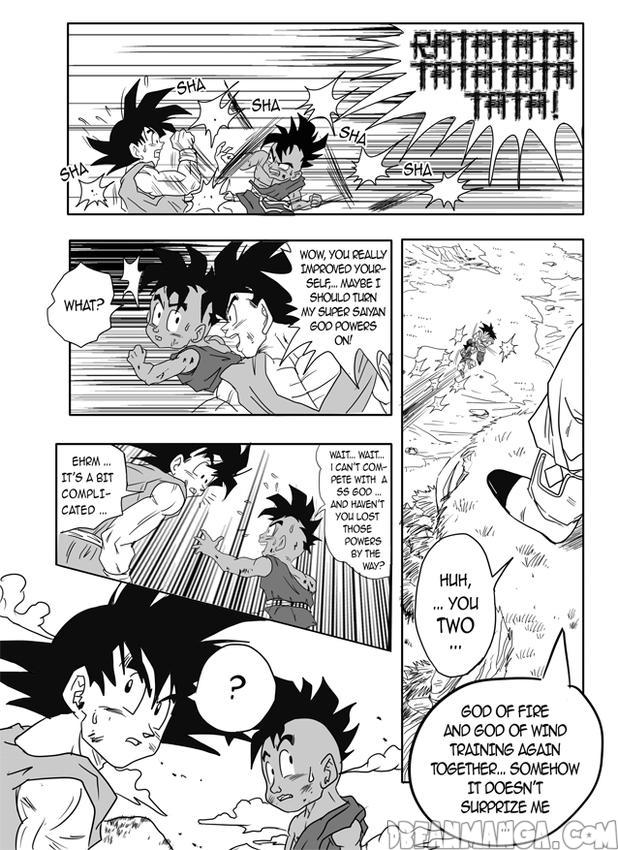 RATATATA
TATATATA
TATA!
SHA
SHA
SHA
SHA
SHA
WHAT?
WOW, YOU REALLY
IMPROVED YOUR-
SELF,... MAYBE I
SHOULD TURN
MY SUPER SAIYAN
GOD POWERS
ON!
EHRM ...
IT'S A BIT
COMPLI-
CATED ...
WAIT... WAIT...
I CAN'T COM-
PETE WITH A
SS GOD ...
AND HAVEN'T
YOU LOST
THOSE
POWERS
BY THE
WAY?
HUH,
... YOU
TWO
...
?
GOD OF FIRE
AND GOD OF WIND
TRAINING AGAIN
TOGETHER... SOMEHOW
IT DOESN'T
SURPRIZE ME
...
DBFANMANGA.COM